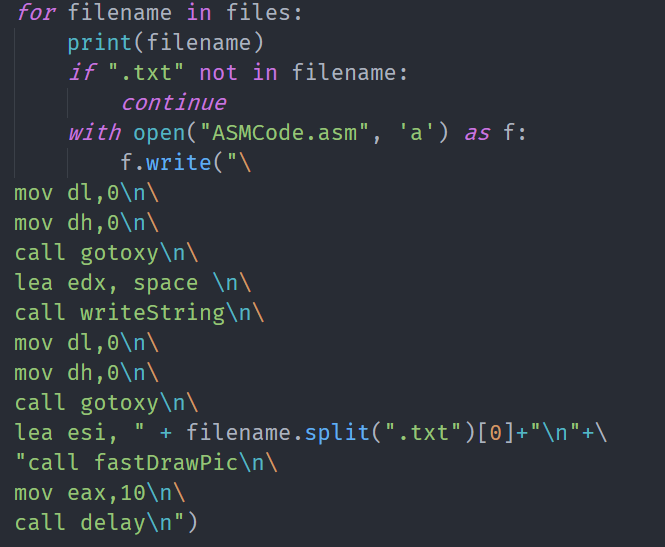 for filename in files:
    print(filename)
    if ".txt" not in filename:
        continue
    with open("ASMCode.asm", 'a') as f:
        f.write("\
mov dl,0\n\
mov dh,0\n\
call gotoxy\n\
lea edx, space \n\
call writeString\n\
mov dl,0\n\
mov dh,0\n\
call gotoxy\n\
lea esi, " + filename.split(".txt")[0]+"\n"+\
"call fastDrawPic\n\
mov eax,10\n\
call delay\n")